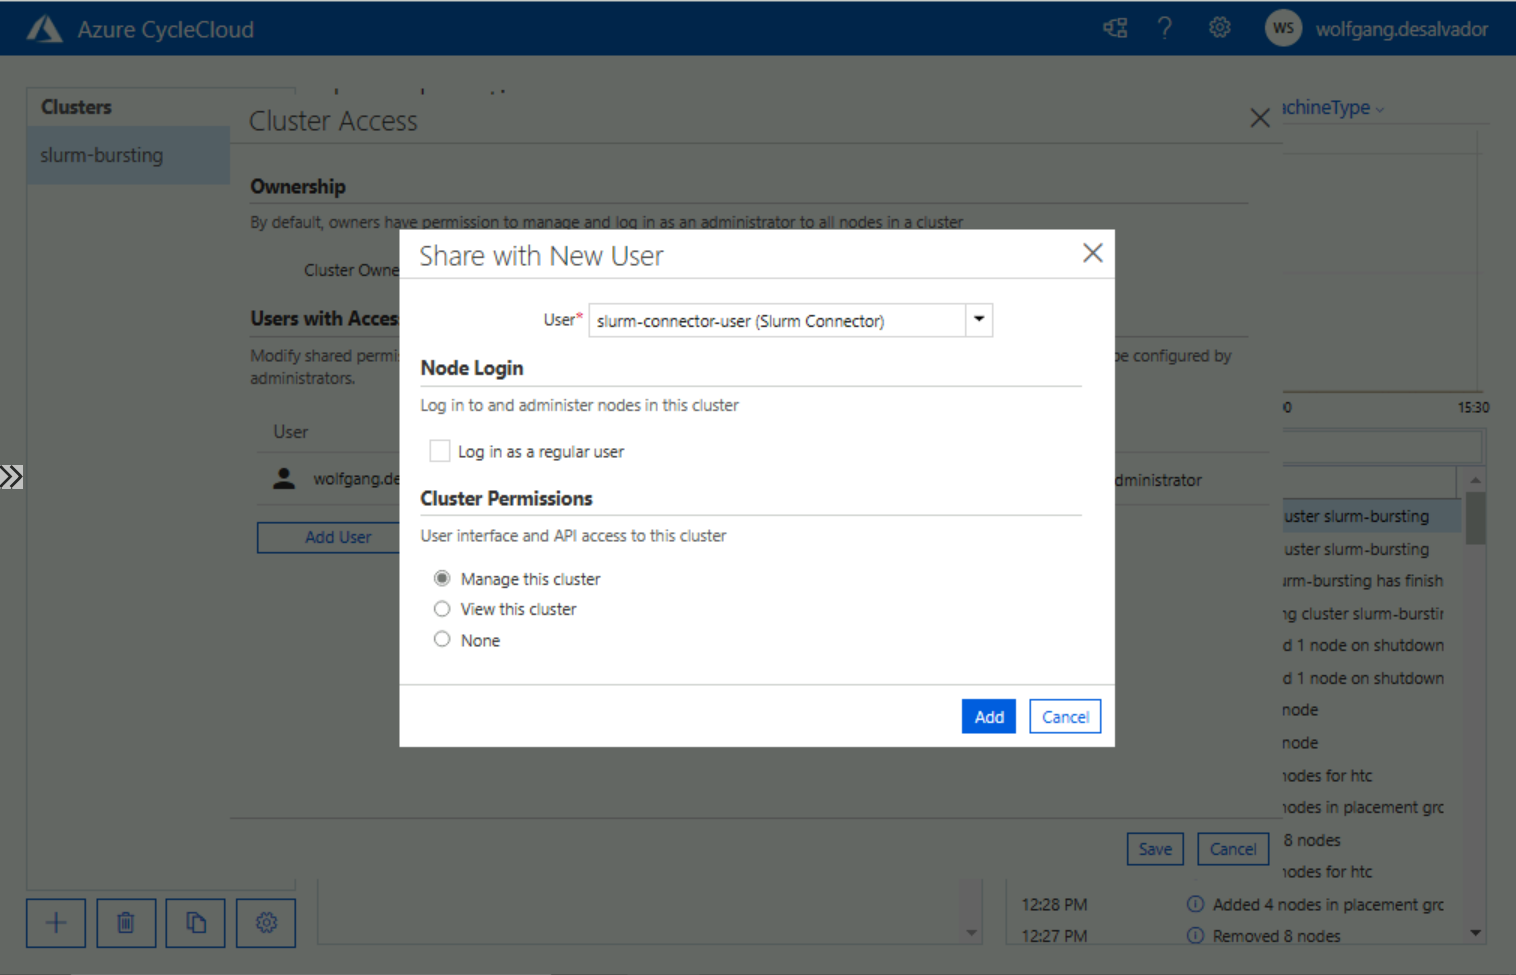 Azure CycleCloud
WS
wolfgang.desalvador
Clusters
slurm-bursting
Cluster Access
achineType
Ownership
By default, owners have permission to manage and log in as an administrator to all nodes in a cluster
Cluster Owne
Share with New User
User* slurm-connector-user (Slurm Connector)
Users with Acces
Modify shared permi
be configured by
administrators.
Node Login
Log in to and administer nodes in this cluster
User
Log in as a regular user
wolfgang.de
dministrator
Cluster Permissions
User interface and API access to this cluster
Add User
Manage this cluster
View this cluster
None
Add
Cancel
Save
Cancel
0
15:30
uster slurm-bursting
uster slurm-bursting
urm-bursting has finish
ng cluster slurm-burstir
d 1 node on shutdown
d 1 node on shutdown
node
node
nodes for htc
nodes in placement grc
8 nodes
nodes for htc
12:28 PM Added 4 nodes in placement grc
12:27 PM Removed 8 nodes